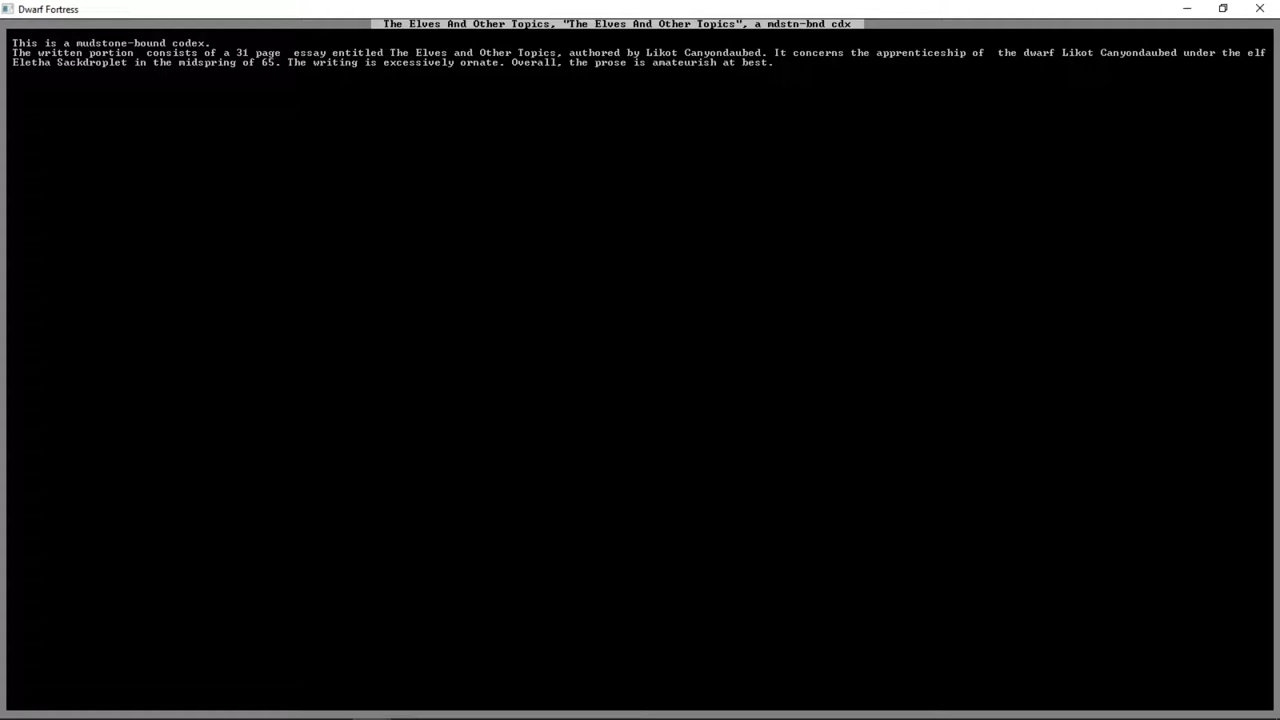 Dwarf Fortress
The Elves And Other Topics, "The Elves And Other Topics", a mdstn-bnd cdx
This is a mudstone-bound codex.
The written portion  consists of a 31 page  essay entitled The Elves and Other Topics, authored by Likot Canyondaubed. It concerns the apprenticeship of  the dwarf Likot Canyondaubed under the elf
Eletha Sackdroplet in the midspring of 65. The writing is excessively ornate. Overall, the prose is amateurish at best.